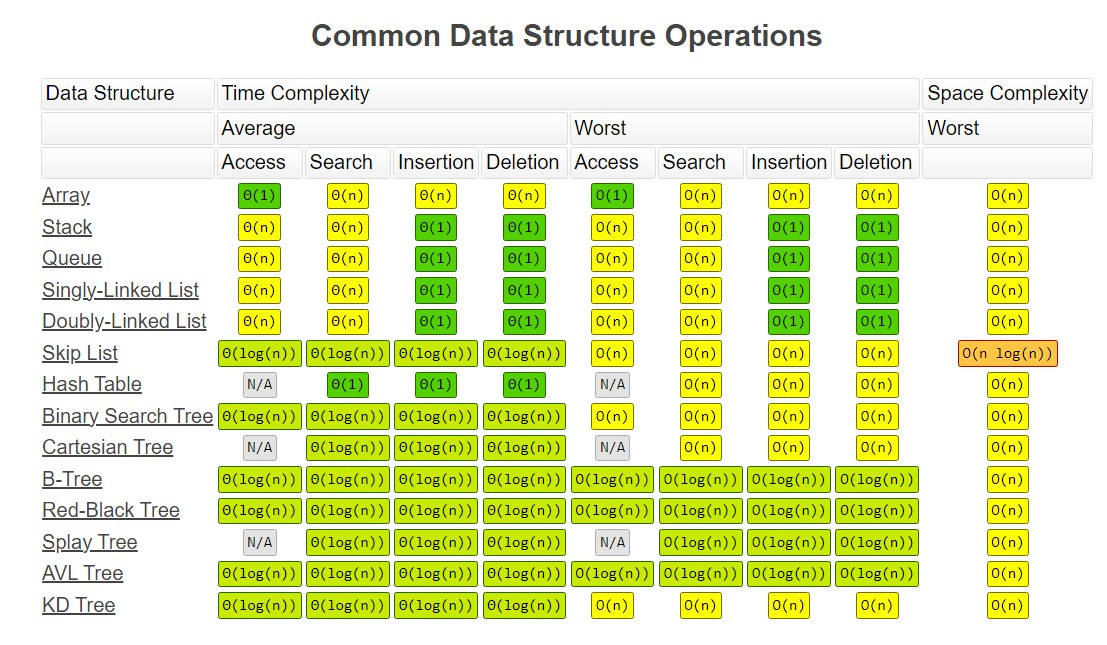 Common Data Structure Operations
Data Structure Time Complexity Space Complexity
Average Worst Worst
Access Search Insertion Deletion Access Search Insertion Deletion
Array Θ(1) Θ(n) Θ(n) Θ(n) O(1) O(n) O(n) O(n) O(n)
Stack Θ(n) Θ(n) Θ(1) Θ(1) O(n) O(n) O(1) O(1) O(n)
Queue Θ(n) Θ(n) Θ(1) Θ(1) O(n) O(n) O(1) O(1) O(n)
Singly-Linked List Θ(n) Θ(n) Θ(1) Θ(1) O(n) O(n) O(1) O(1) O(n)
Doubly-Linked List Θ(n) Θ(n) Θ(1) Θ(1) O(n) O(n) O(1) O(1) O(n)
Skip List Θ(log(n)) Θ(log(n)) Θ(log(n)) Θ(log(n)) O(n) O(n) O(n) O(n) O(n log(n))
Hash Table N/A Θ(1) Θ(1) Θ(1) N/A O(n) O(n) O(n) O(n)
Binary Search Tree Θ(log(n)) Θ(log(n)) Θ(log(n)) Θ(log(n)) O(n) O(n) O(n) O(n) O(n)
Cartesian Tree N/A Θ(log(n)) Θ(log(n)) Θ(log(n)) N/A O(n) O(n) O(n) O(n)
B-Tree Θ(log(n)) Θ(log(n)) Θ(log(n)) Θ(log(n)) O(log(n)) O(log(n)) O(log(n)) O(log(n)) O(n)
Red-Black Tree Θ(log(n)) Θ(log(n)) Θ(log(n)) Θ(log(n)) O(log(n)) O(log(n)) O(log(n)) O(log(n)) O(n)
Splay Tree N/A Θ(log(n)) Θ(log(n)) Θ(log(n)) N/A O(log(n)) O(log(n)) O(log(n)) O(n)
AVL Tree Θ(log(n)) Θ(log(n)) Θ(log(n)) Θ(log(n)) O(log(n)) O(log(n)) O(log(n)) O(log(n)) O(n)
KD Tree Θ(log(n)) Θ(log(n)) Θ(log(n)) Θ(log(n)) O(n) O(n) O(n) O(n) O(n)